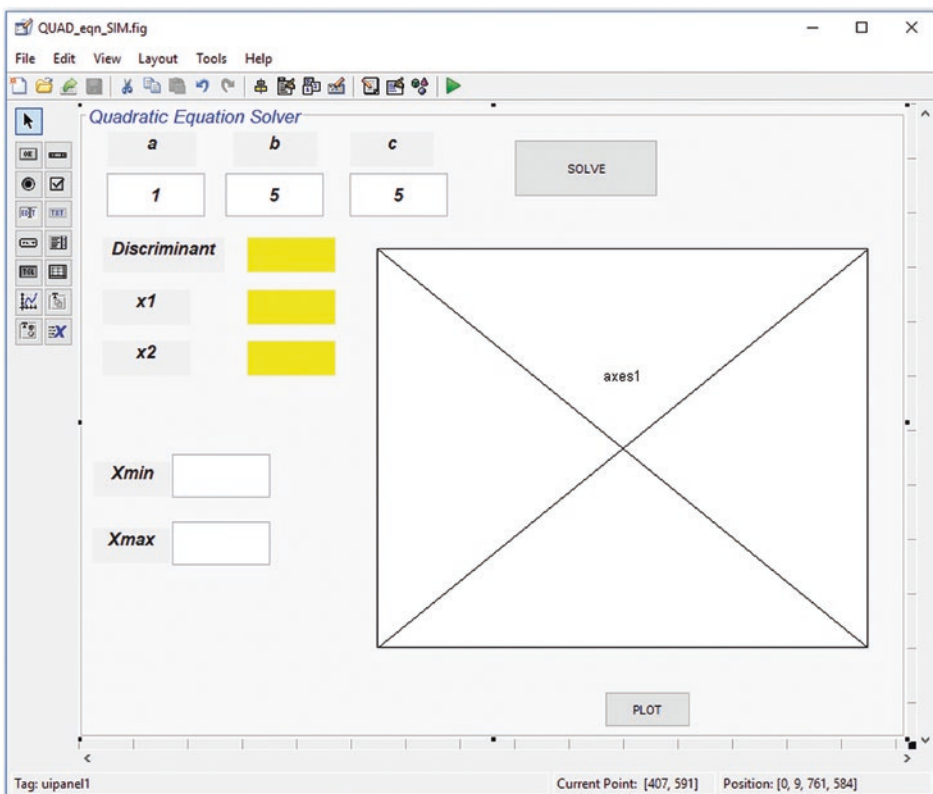 QUAD_eqn_SIM.fig
File Edit View Layout Tools Help
Quadratic Equation Solver
a b c
SOLVE
1 5 5
Discriminant
x1
x2
axes1
Xmin
Xmax
PLOT
Tag: uipanel1 Current Point: [407, 591] Position: [0, 9, 761, 584]